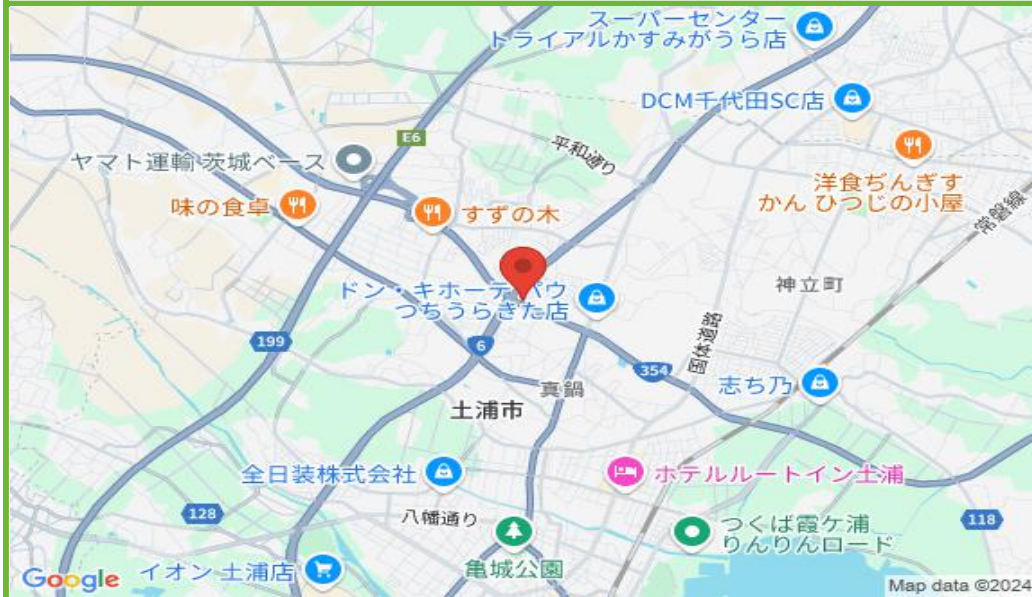 スーパーセンター
トライアルかすみがうら店
DCM千代田SC店
E6
平和通り
ヤマト運輸 茨城ベース
洋食ぢんぎす
かん ひつじの小屋
味の食卓
すずの木
常磐線
ドン・キホーテ パウ
つちうらきた店
神立町
199
6
国体道路
354
真鍋
志ち乃
土浦市
全日装株式会社
ホテルルートイン土浦
128
八幡通り
つくば霞ケ浦
りんりんロード
118
亀城公園
イオン 土浦店
Google
Map data ©2024